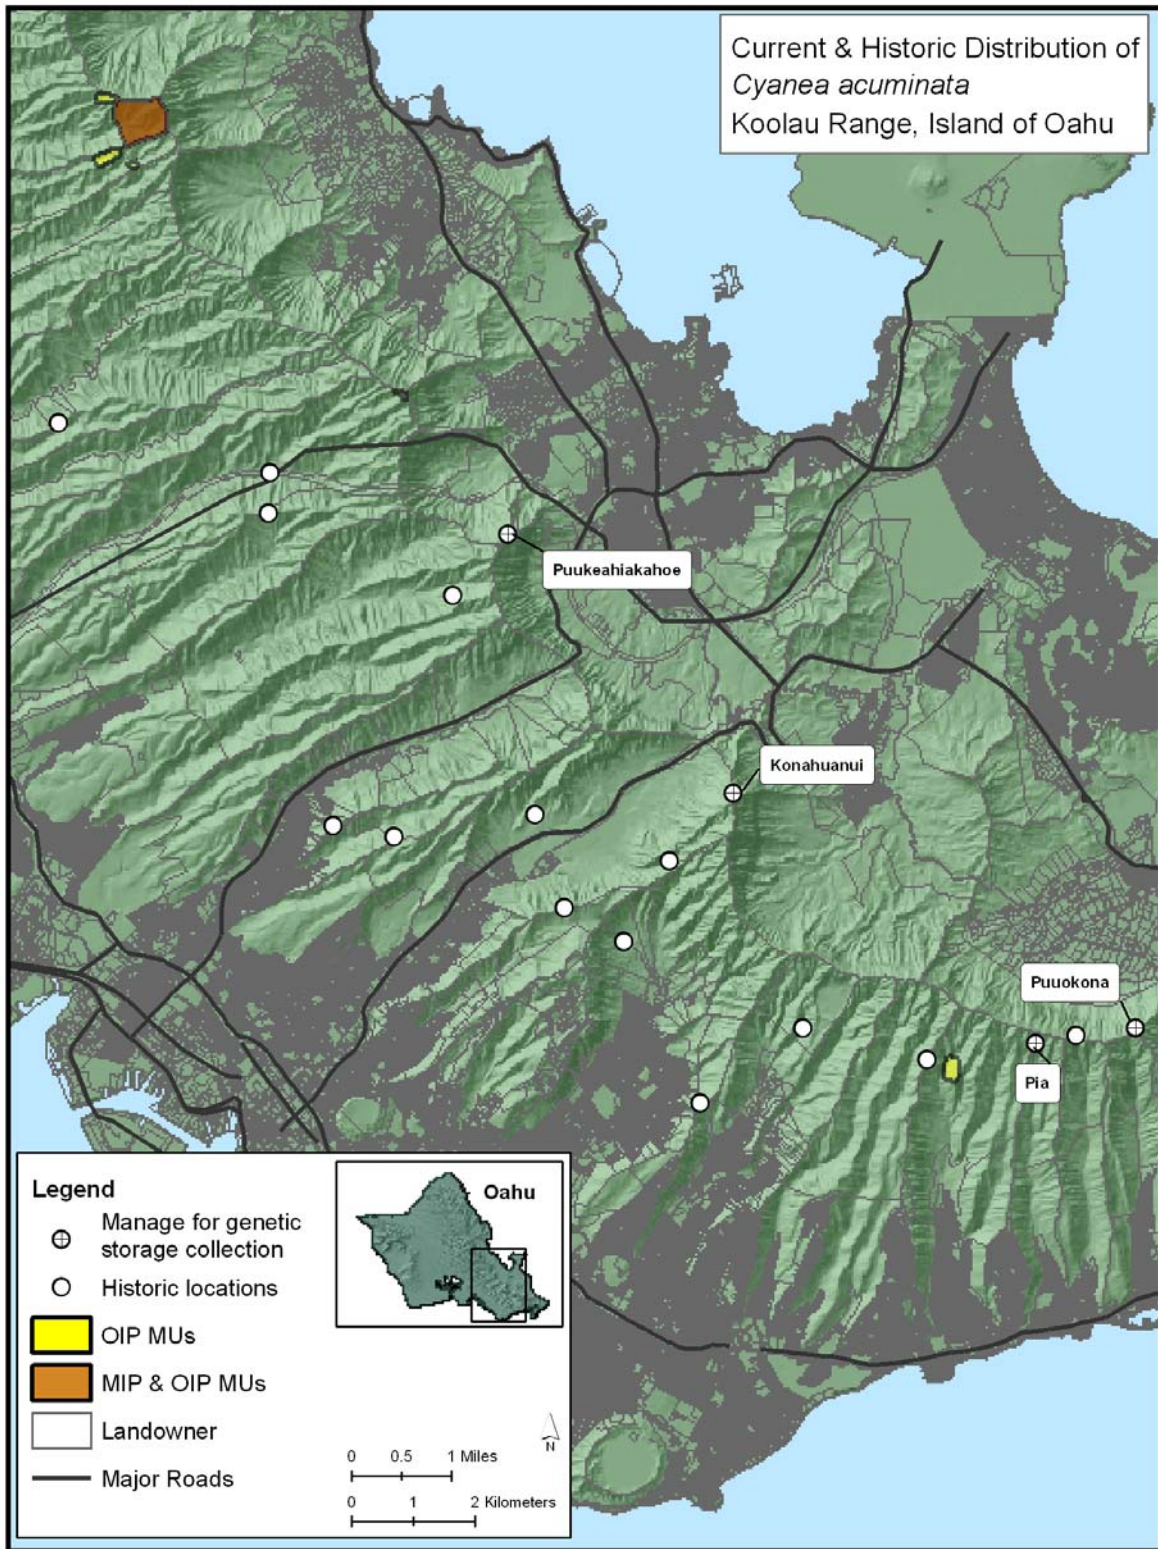 Current & Historic Distribution of
Cyanea acuminata
Koolau Range, Island of Oahu
Puukeahiakahoe
Konahuanui
Puuokona
Pia
Legend
Manage for genetic
storage collection
Historic locations
OIP MUs
MIP & OIP MUs
Landowner
Major Roads
Oahu
N
0 0.5 1 Miles
0 1 2 Kilometers